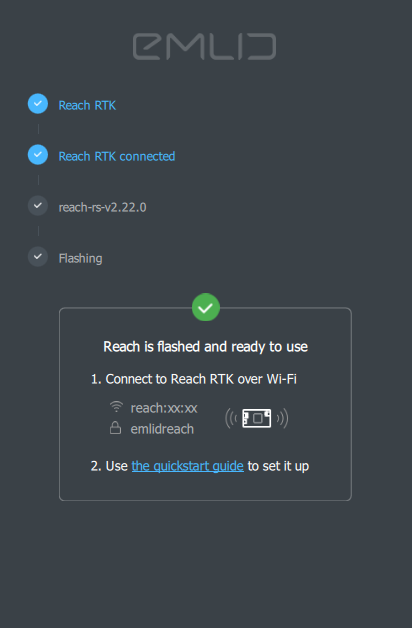 EMLID
Reach RTK
Reach RTK connected
reach-rs-v2.22.0
Flashing
Reach is flashed and ready to use
1. Connect to Reach RTK over Wi-Fi
reach:xx:xx
emlidreach
2. Use the quickstart guide to set it up